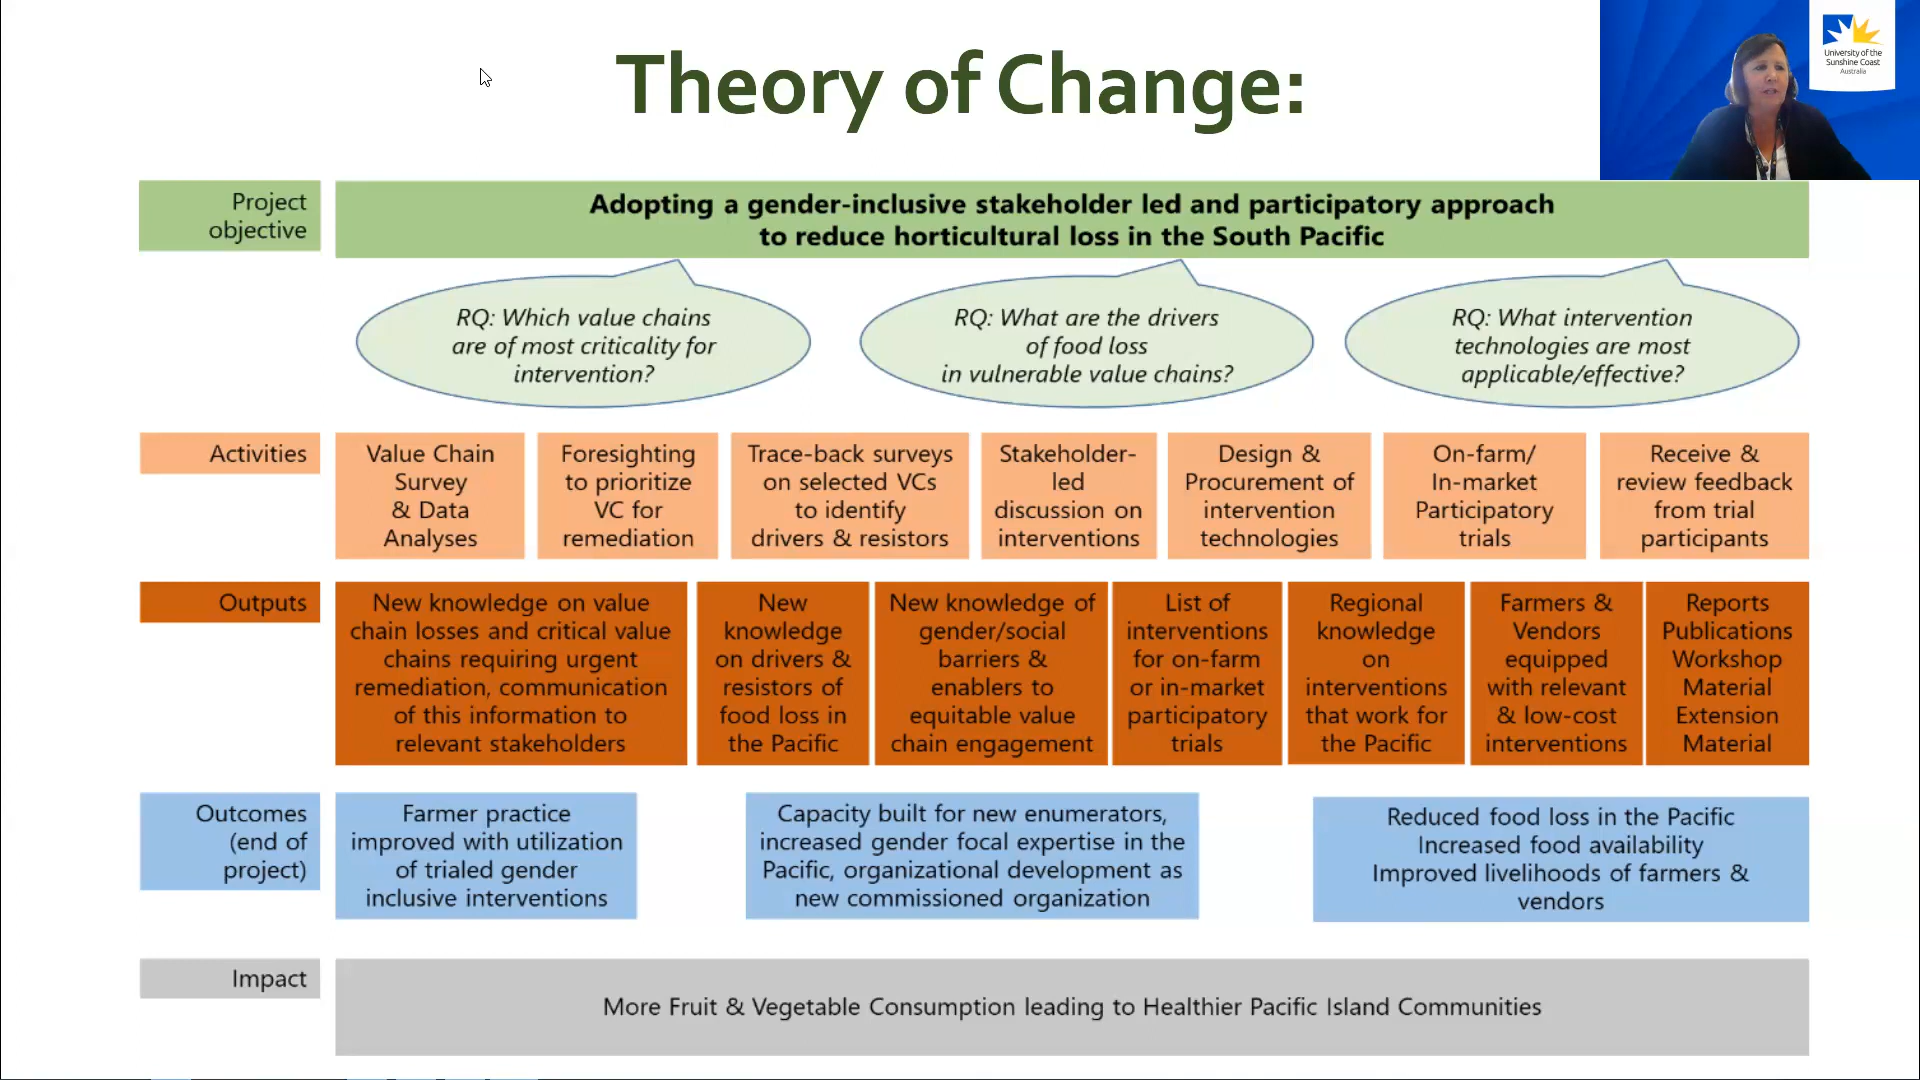 Theory of Change:
University of the
Sunshine Coast
Australia
Project
objective
Adopting a gender-inclusive stakeholder led and participatory approach
to reduce horticultural loss in the South Pacific
RQ: Which value chains
are of most criticality for
intervention?
RQ: What are the drivers
of food loss
in vulnerable value chains?
RQ: What intervention
technologies are most
applicable/effective?
Activities
Value Chain
Survey
& Data
Analyses
Foresighting
to prioritize
VC for
remediation
Trace-back surveys
on selected VCs
to identify
drivers & resistors
Stakeholder-
led
discussion on
interventions
Design &
Procurement of
intervention
technologies
On-farm/
In-market
Participatory
trials
Receive &
review feedback
from trial
participants
Outputs
New knowledge on value
chain losses and critical value
chains requiring urgent
remediation, communication
of this information to
relevant stakeholders
New
knowledge
on drivers &
resistors of
food loss in
the Pacific
New knowledge of
gender/social
barriers &
enablers to
equitable value
chain engagement
List of
interventions
for on-farm
or in-market
participatory
trials
Regional
knowledge
on
interventions
that work for
the Pacific
Farmers &
Vendors
equipped
with relevant
& low-cost
interventions
Reports
Publications
Workshop
Material
Extension
Material
Outcomes
(end of
project)
Farmer practice
improved with utilization
of trialed gender
inclusive interventions
Capacity built for new enumerators,
increased gender focal expertise in the
Pacific, organizational development as
new commissioned organization
Reduced food loss in the Pacific
Increased food availability
Improved livelihoods of farmers &
vendors
Impact
More Fruit & Vegetable Consumption leading to Healthier Pacific Island Communities